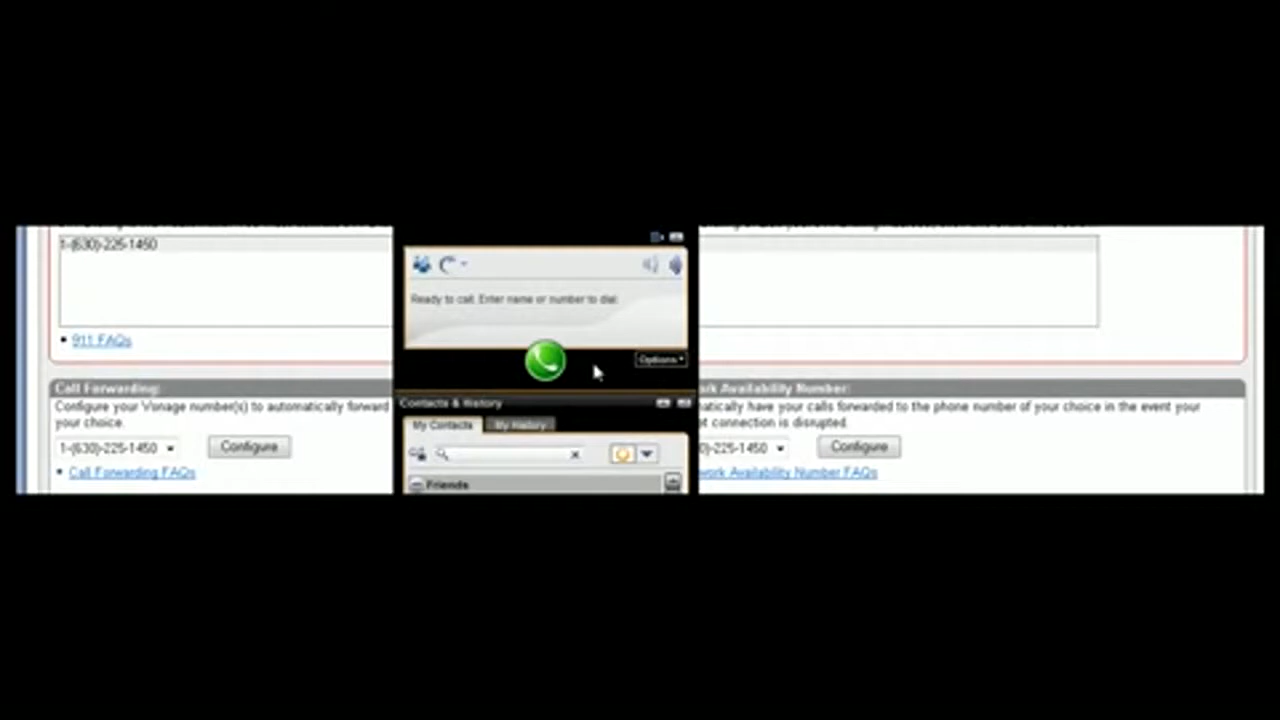 1-(630)-225-1450
Ready to call. Enter name or number to dial.
911 FAQs
Options
Call Forwarding:
Configure your Vonage number(s) to automatically forward
your choice.
1-(630)-225-1450
Configure
Call Forwarding FAQs
Contacts & History
My Contacts
My History
Friends
Availability Number:
have your calls forwarded to the phone number of your choice in the event your
connection is disrupted.
-225-1450
Configure
Availability Number FAQs